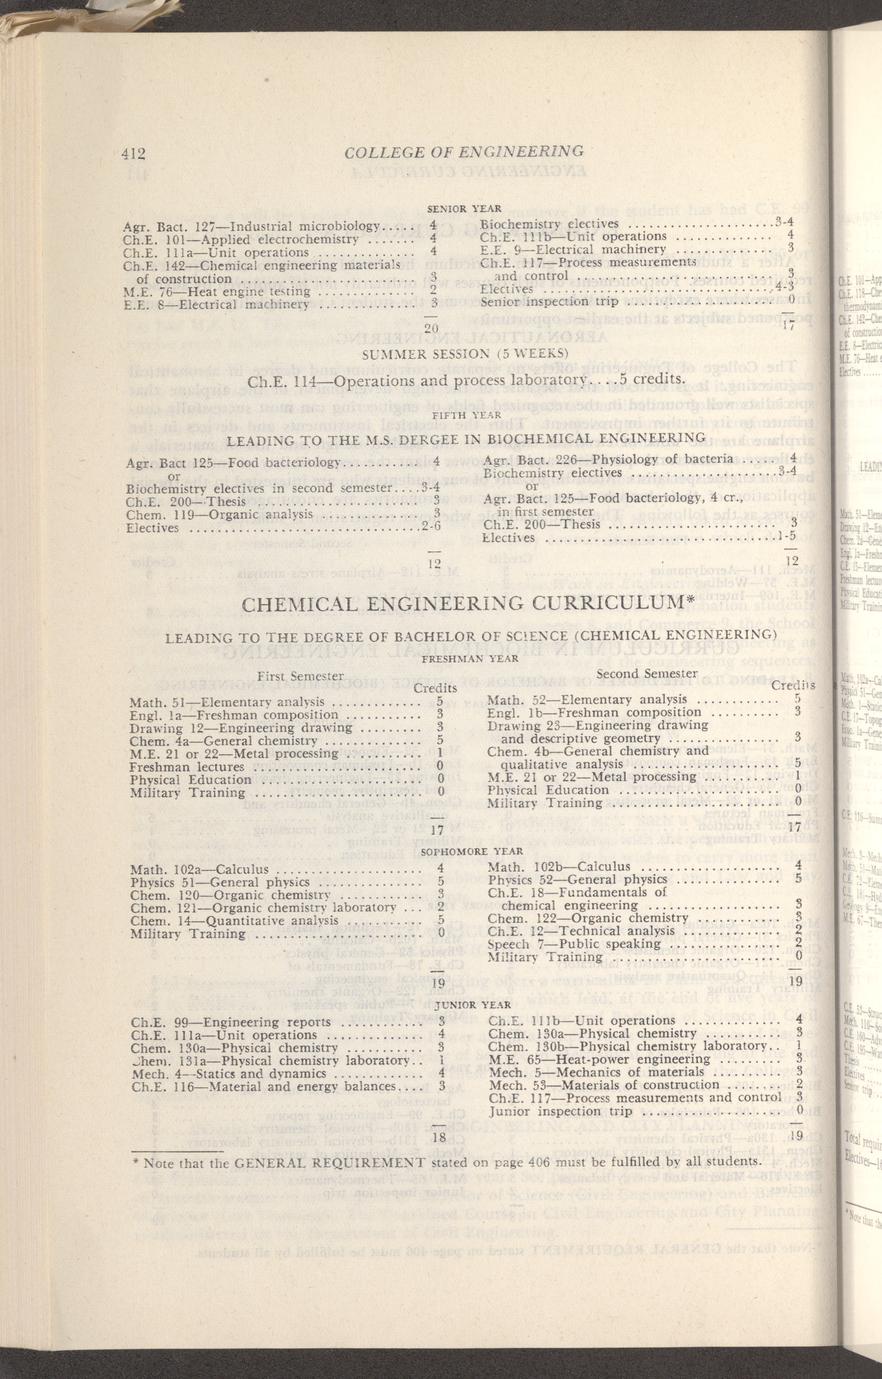 412 COLLEGE OF ENGINEERING
SENIOR YEAR
Agr. Bact. 127—Industrial microbiology..... 4
Ch.E. 101—Applied electrochemistry ....... 4
Ch.E. 111a—Unit operations .............. 4
Ch.E. 142—Chemical engineering materials
of construction ......................... 3
M.E. 76—Heat engine testing .............. 2
E.E. 8—Electrical machinery .............. 3
20
Biochemistry electives .....................3-4
Ch.E. 111b—Unit operations .............. 4
E.E. 9—Electrical machinery .............. 3
Ch.E. 117—Process measurements
and control ............................. 3
Electives .................................4-3
Senior inspection trip ..................... 0
17
SUMMER SESSION (5 WEEKS)
Ch.E. 114—Operations and process laboratory....5 credits.
FIFTH YEAR
LEADING TO THE M.S. DERGEE IN BIOCHEMICAL ENGINEERING
Agr. Bact 125—Food bacteriology........... 4
or
Biochemistry electives in second semester....3-4
Ch.E. 200—Thesis ....................... 3
Chem. 119—Organic analysis .............. 3
Electives .................................2-6
12
Agr. Bact. 226—Physiology of bacteria ..... 4
Biochemistry electives .....................3-4
or
Agr. Bact. 125—Food bacteriology, 4 cr.,
in first semester
Ch.E. 200—Thesis ........................ 3
Electives .................................1-5
12
CHEMICAL ENGINEERING CURRICULUM*
LEADING TO THE DEGREE OF BACHELOR OF SCIENCE (CHEMICAL ENGINEERING)
FRESHMAN YEAR
First Semester
Credits
Math. 51—Elementary analysis ............. 5
Engl. 1a—Freshman composition ........... 3
Drawing 12—Engineering drawing ......... 3
Chem. 4a—General chemistry .............. 5
M.E. 21 or 22—Metal processing ........... 1
Freshman lectures ........................ 0
Physical Education ....................... 0
Military Training ........................ 0
17
Second Semester
Credits
Math. 52—Elementary analysis ............ 5
Engl. 1b—Freshman composition ........... 3
Drawing 23—Engineering drawing
and descriptive geometry ................ 3
Chem. 4b—General chemistry and
qualitative analysis ..................... 5
M.E. 21 or 22—Metal processing ........... 1
Physical Education ....................... 0
Military Training ........................ 0
17
SOPHOMORE YEAR
Math. 102a—Calculus ..................... 4
Physics 51—General physics ............... 5
Chem. 120—Organic chemistry ............ 3
Chem. 121—Organic chemistry laboratory ... 2
Chem. 14—Quantitative analysis ........... 5
Military Training ........................ 0
19
Math. 102b—Calculus .................... 4
Physics 52—General physics ............... 5
Ch.E. 18—Fundamentals of
chemical engineering ................... 3
Chem. 122—Organic chemistry ............ 3
Ch.E. 12—Technical analysis .............. 2
Speech 7—Public speaking ................ 2
Military Training ........................ 0
19
JUNIOR YEAR
Ch.E. 99—Engineering reports ............ 3
Ch.E. 111a—Unit operations .............. 4
Chem. 130a—Physical chemistry ........... 3
Chem. 131a—Physical chemistry laboratory.. 1
Mech. 4—Statics and dynamics ............. 4
Ch.E. 116—Material and energy balances.... 3
18
Ch.E. 111b—Unit operations .............. 4
Chem. 130a—Physical chemistry ........... 3
Chem. 130b—Physical chemistry laboratory.. 1
M.E. 65—Heat-power engineering .......... 3
Mech. 5—Mechanics of materials ........... 3
Mech. 53—Materials of construction ........ 2
Ch.E. 117—Process measurements and control 3
Junior inspection trip .................... 0
19
* Note that the GENERAL REQUIREMENT stated on page 406 must be fulfilled by all students.